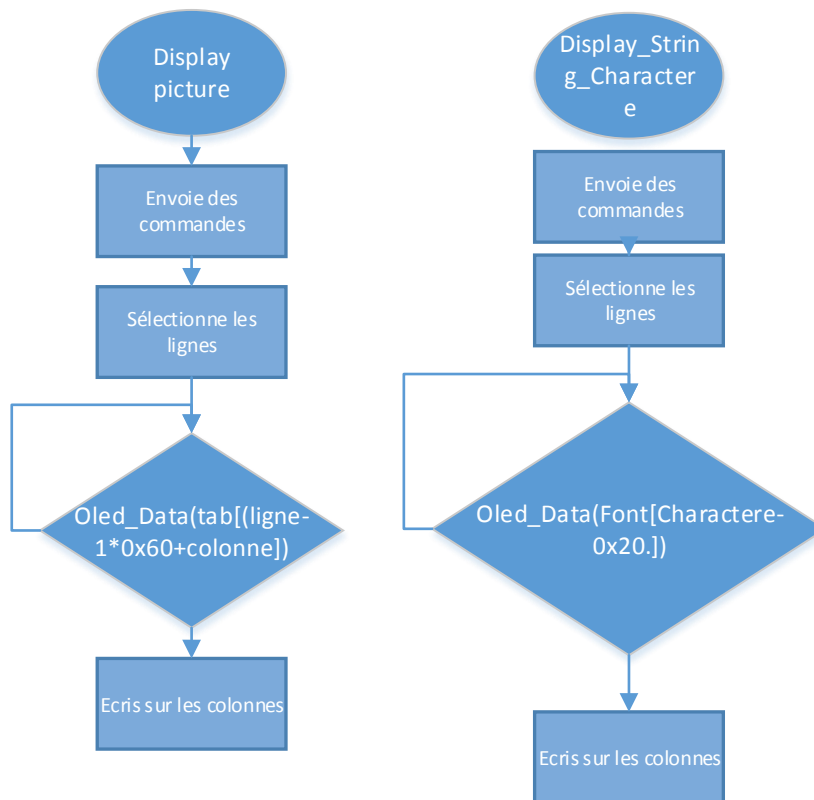 Display
picture
Envoie des
commandes
Sélectionne les
lignes
Oled_Data(tab[(ligne-
1*0x60+colonne])
Ecris sur les colonnes
Display_Strin
g_Character
e
Envoie des
commandes
Sélectionne les
lignes
Oled_Data(Font[Charactere-
0x20.])
Ecris sur les colonnes